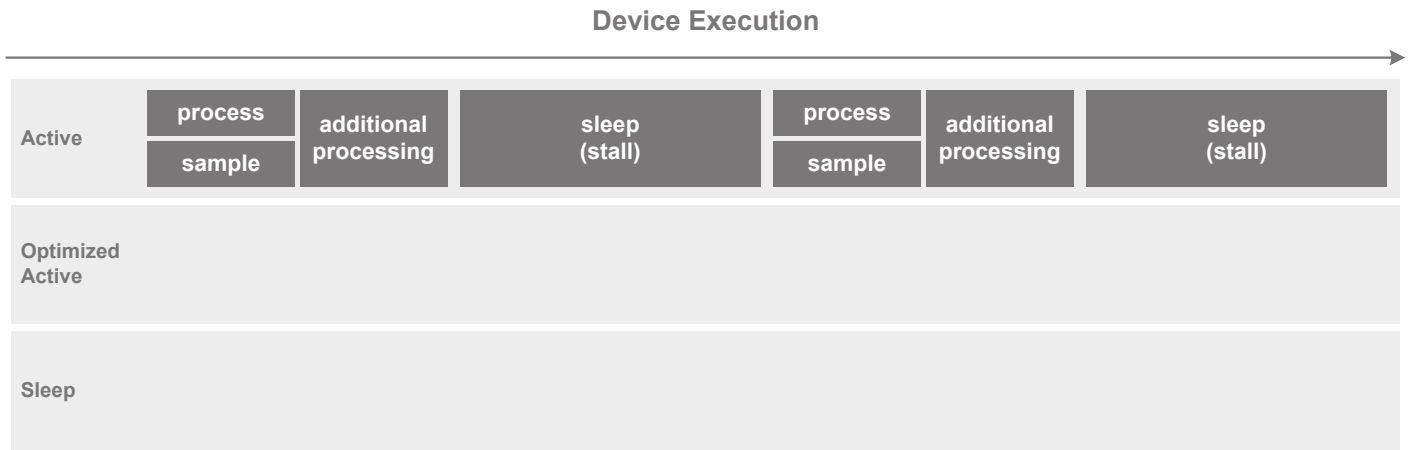 Device Execution
Active
process
sample
additional
processing
sleep
(stall)
process
sample
additional
processing
sleep
(stall)
Optimized
Active
Sleep